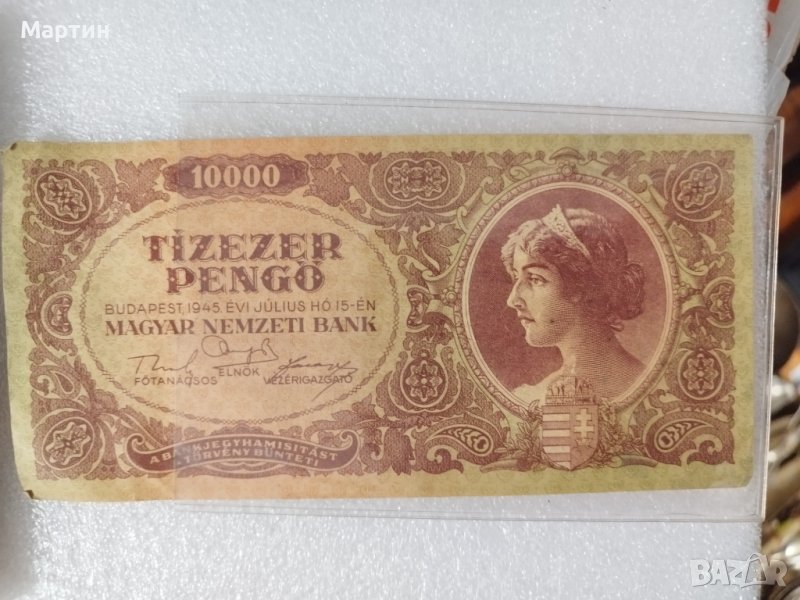 Мартин
10000
TÍZEZER
PENGŐ
BUDAPEST, 1945. ÉVI JÚLIUS HÓ 15-ÉN
MAGYAR NEMZETI BANK
FŐTANÁCSOS
ELNÖK
VEZÉRIGAZGATÓ
A BANKJEGYHAMISÍTÁST
A TÖRVÉNY BÜNTETI
BAZAR